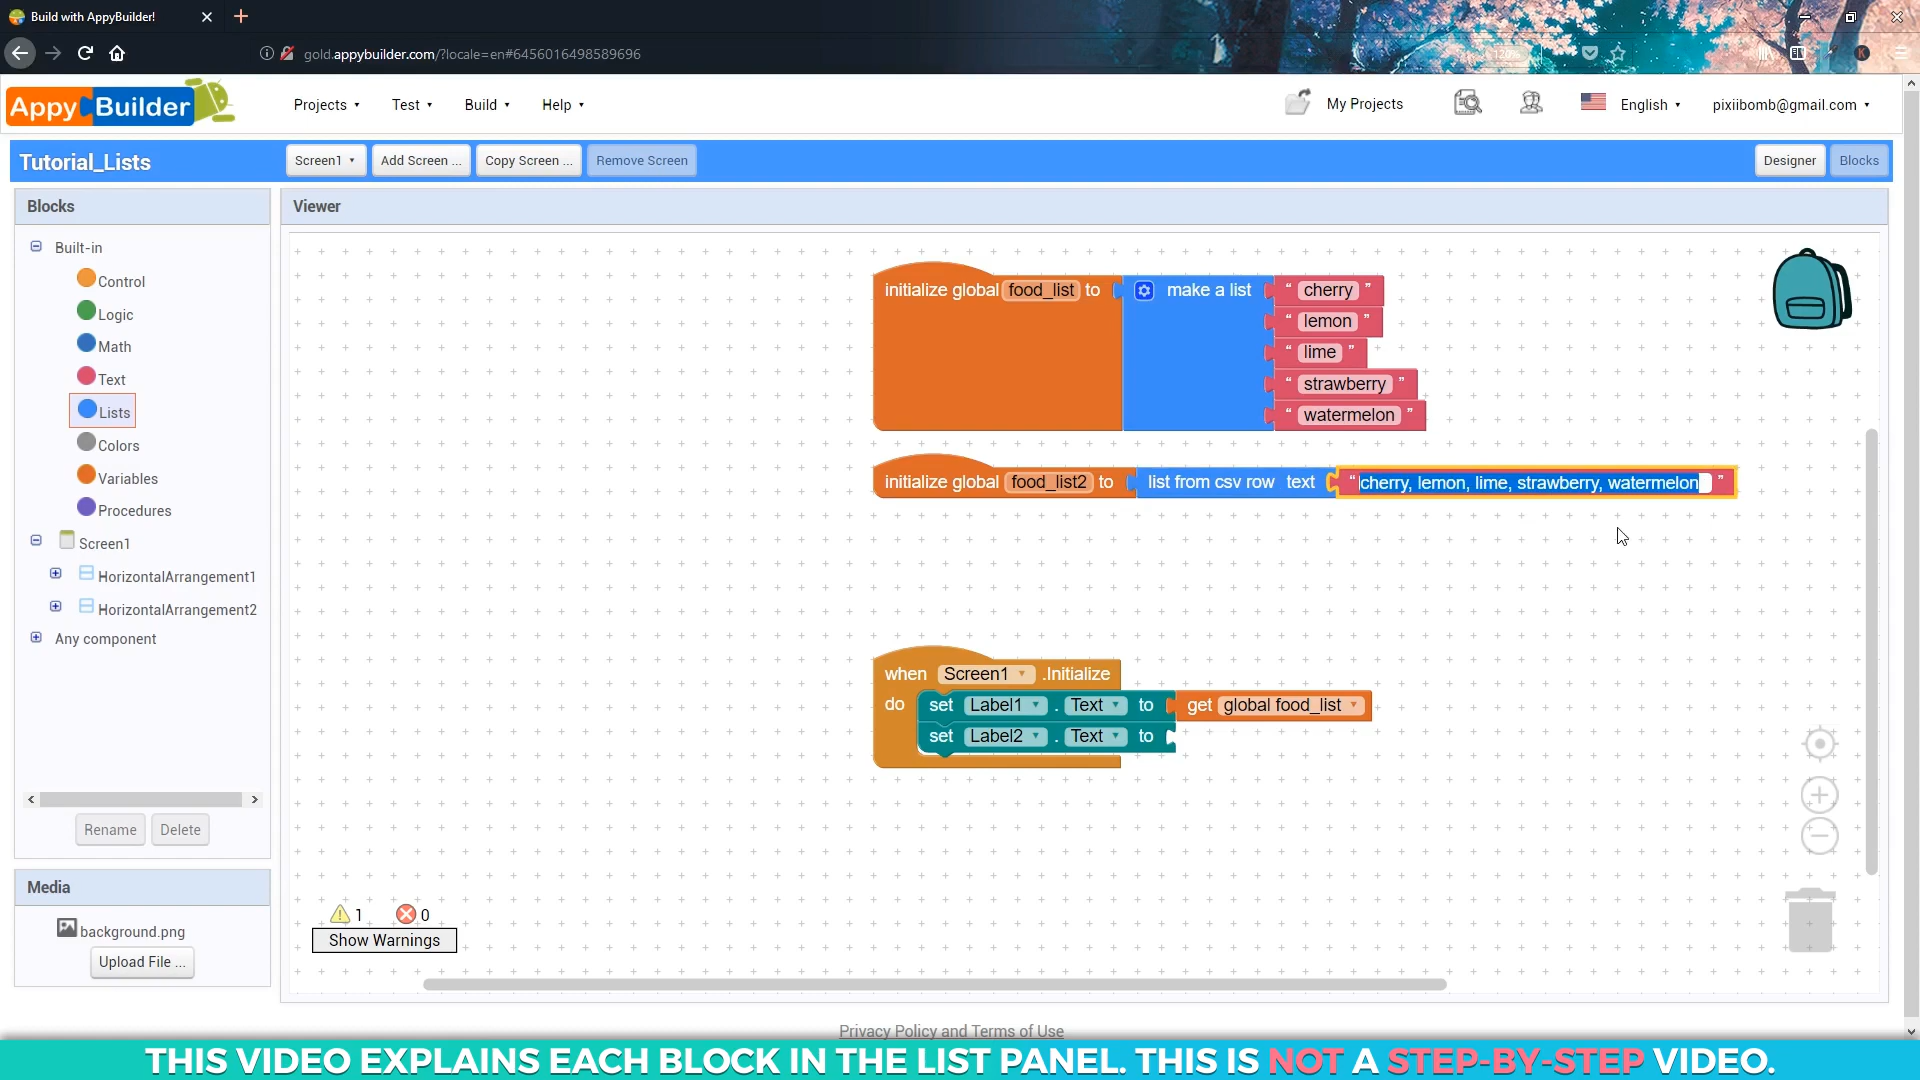 Build with AppyBuilder!
gold.appybuilder.com/?locale=en#6456016498589696
120%
AppyBuilder
Projects
Test
Build
Help
My Projects
English
pixiibomb@gmail.com
Tutorial_Lists
Screen1
Add Screen ...
Copy Screen ...
Remove Screen
Designer
Blocks
Blocks
Viewer
Built-in
Control
Logic
Math
Text
Lists
Colors
Variables
Procedures
Screen1
HorizontalArrangement1
HorizontalArrangement2
Any component
Rename
Delete
Media
background.png
Upload File ...
initialize global food_list to make a list “ cherry ”
“ lemon ”
“ lime ”
“ strawberry ”
“ watermelon ”
initialize global food_list2 to list from csv row text “ cherry, lemon, lime, strawberry, watermelon ”
when Screen1 .Initialize
do set Label1 . Text to get global food_list
set Label2 . Text to
1
0
Show Warnings
Privacy Policy and Terms of Use
THIS VIDEO EXPLAINS EACH BLOCK IN THE LIST PANEL. THIS IS NOT A STEP-BY-STEP VIDEO.